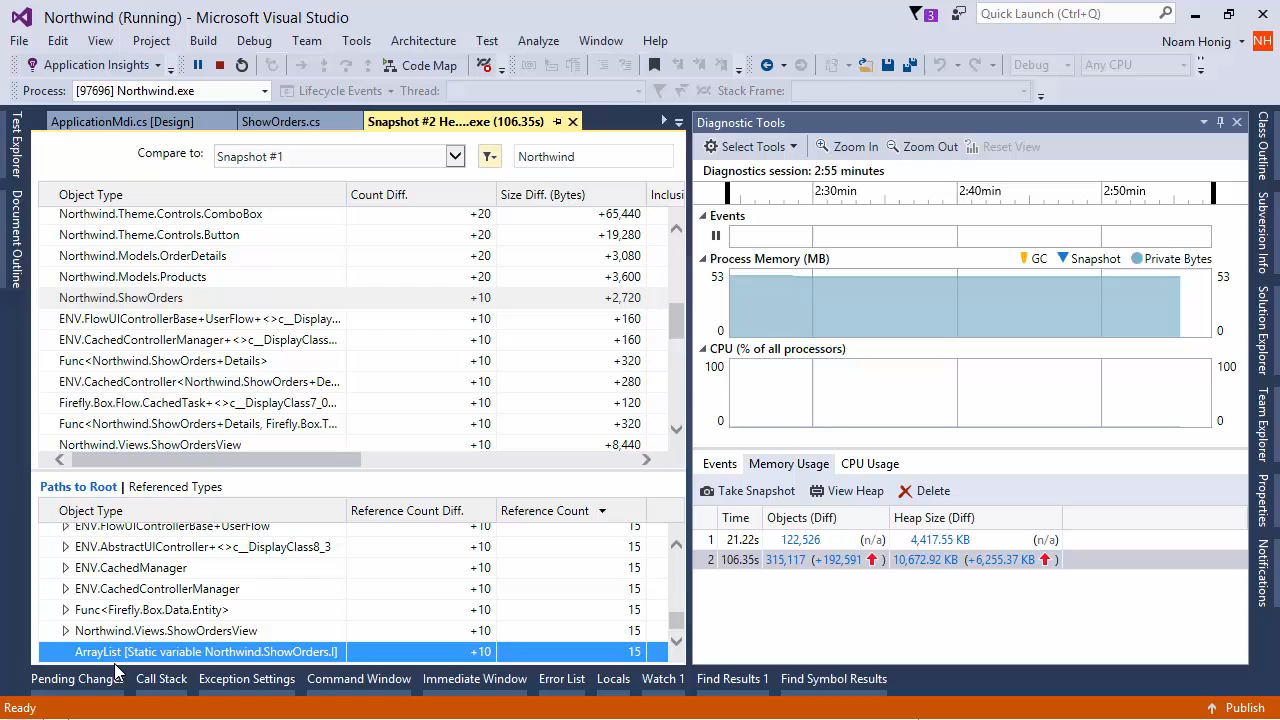 Northwind (Running) - Microsoft Visual Studio
3
Quick Launch (Ctrl+Q)
File Edit View Project Build Debug Team Tools Architecture Test Analyze Window Help
Noam Honig NH
Application Insights Code Map Debug Any CPU
Process: [97696] Northwind.exe Lifecycle Events Thread: Stack Frame:
Test Explorer
Document Outline
ApplicationMdi.cs [Design] ShowOrders.cs Snapshot #2 He....exe (106.35s)
Compare to: Snapshot #1 Northwind
Object Type Count Diff. Size Diff. (Bytes) Inclusi
Northwind.Theme.Controls.ComboBox +20 +65,440
Northwind.Theme.Controls.Button +20 +19,280
Northwind.Models.OrderDetails +20 +3,080
Northwind.Models.Products +20 +3,600
Northwind.ShowOrders +10 +2,720
ENV.FlowUIControllerBase+UserFlow+<>c__Display... +10 +160
ENV.CachedControllerManager+<>c__DisplayClass... +10 +160
Func<Northwind.ShowOrders+Details> +10 +320
ENV.CachedController<Northwind.ShowOrders+De... +10 +280
Firefly.Box.Flow.CachedTask+<>c__DisplayClass7_0... +10 +120
Func<Northwind.ShowOrders+Details, Firefly.Box.T... +10 +320
Northwind.Views.ShowOrdersView +10 +8,440
Paths to Root | Referenced Types
Object Type Reference Count Diff. Reference Count
ENV.FlowUIControllerBase+UserFlow +10 15
ENV.AbstractUIController+<>c__DisplayClass8_3 +10 15
ENV.CachedManager +10 15
ENV.CachedControllerManager +10 15
Func<Firefly.Box.Data.Entity> +10 15
Northwind.Views.ShowOrdersView +10 15
ArrayList [Static variable Northwind.ShowOrders.l] +10 15
Diagnostic Tools
Select Tools Zoom In Zoom Out Reset View
Diagnostics session: 2:55 minutes
2:30min 2:40min 2:50min
Events
Process Memory (MB) GC Snapshot Private Bytes
53 53
0 0
CPU (% of all processors)
100 100
0 0
Events Memory Usage CPU Usage
Take Snapshot View Heap Delete
Time Objects (Diff) Heap Size (Diff)
1 21.22s 122,526 (n/a) 4,417.55 KB (n/a)
2 106.35s 315,117 (+192,591 ) 10,672.92 KB (+6,255.37 KB )
Class Outline
Subversion Info
Solution Explorer
Team Explorer
Properties
Notifications
Pending Chang Call Stack Exception Settings Command Window Immediate Window Error List Locals Watch 1 Find Results 1 Find Symbol Results
Ready Publish